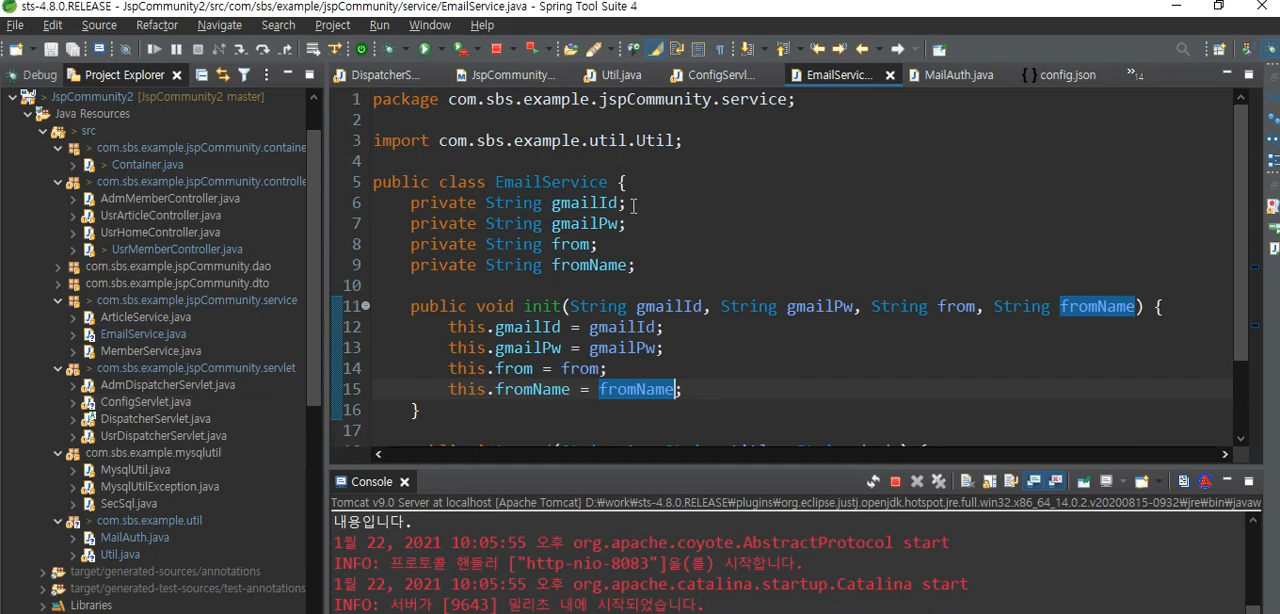 sts-4.8.0.RELEASE - JspCommunity2/src/com/sbs/example/jspCommunity/service/EmailService.java - Spring Tool Suite 4
File Edit Source Refactor Navigate Search Project Run Window Help
Debug Project Explorer
DispatcherS... JspCommunity... Util.java ConfigServl... EmailServic... MailAuth.java config.json »14
> JspCommunity2 [JspCommunity2 master]
Java Resources
> src
> com.sbs.example.jspCommunity.containe
Container.java
> com.sbs.example.jspCommunity.controlle
AdmMemberController.java
UsrArticleController.java
UsrHomeController.java
> UsrMemberController.java
com.sbs.example.jspCommunity.dao
com.sbs.example.jspCommunity.dto
> com.sbs.example.jspCommunity.service
ArticleService.java
EmailService.java
MemberService.java
> com.sbs.example.jspCommunity.servlet
AdmDispatcherServlet.java
ConfigServlet.java
DispatcherServlet.java
UsrDispatcherServlet.java
com.sbs.example.mysqlutil
MysqlUtil.java
MysqlUtilException.java
SecSql.java
> com.sbs.example.util
MailAuth.java
Util.java
target/generated-sources/annotations
target/generated-test-sources/test-annotations
Libraries
1 package com.sbs.example.jspCommunity.service;
2
3 import com.sbs.example.util.Util;
4
5 public class EmailService {
6 private String gmailId;
7 private String gmailPw;
8 private String from;
9 private String fromName;
10
11 public void init(String gmailId, String gmailPw, String from, String fromName) {
12 this.gmailId = gmailId;
13 this.gmailPw = gmailPw;
14 this.from = from;
15 this.fromName = fromName;
16 }
17
Console
Tomcat v9.0 Server at localhost [Apache Tomcat] D:₩work₩sts-4.8.0.RELEASE₩plugins₩org.eclipse.justj.openjdk.hotspot.jre.full.win32.x86_64_14.0.2.v20200815-0932₩jre₩bin₩javaw
내용입니다.
1월 22, 2021 10:05:55 오후 org.apache.coyote.AbstractProtocol start
INFO: 프로토콜 핸들러 ["http-nio-8083"]을(를) 시작합니다.
1월 22, 2021 10:05:55 오후 org.apache.catalina.startup.Catalina start
INFO: 서버가 [9643] 밀리초 내에 시작되었습니다.